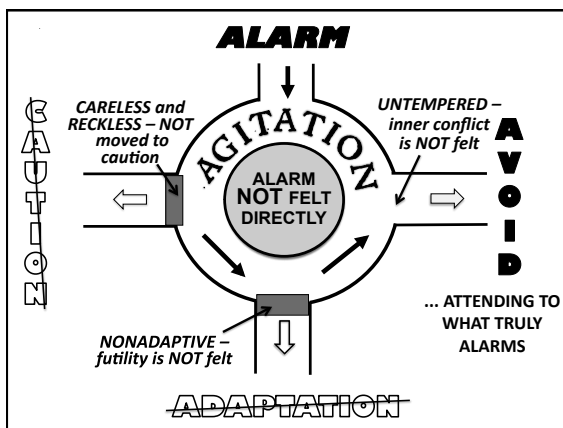 ALARM
CARELESS and
RECKLESS – NOT
moved to
caution
UNTEMPERED –
inner conflict
is NOT felt
CAUTION
AGITATION
AVOID
ALARM
NOT FELT
DIRECTLY
... ATTENDING TO
WHAT TRULY
ALARMS
NONADAPTIVE –
futility is NOT felt
ADAPTATION